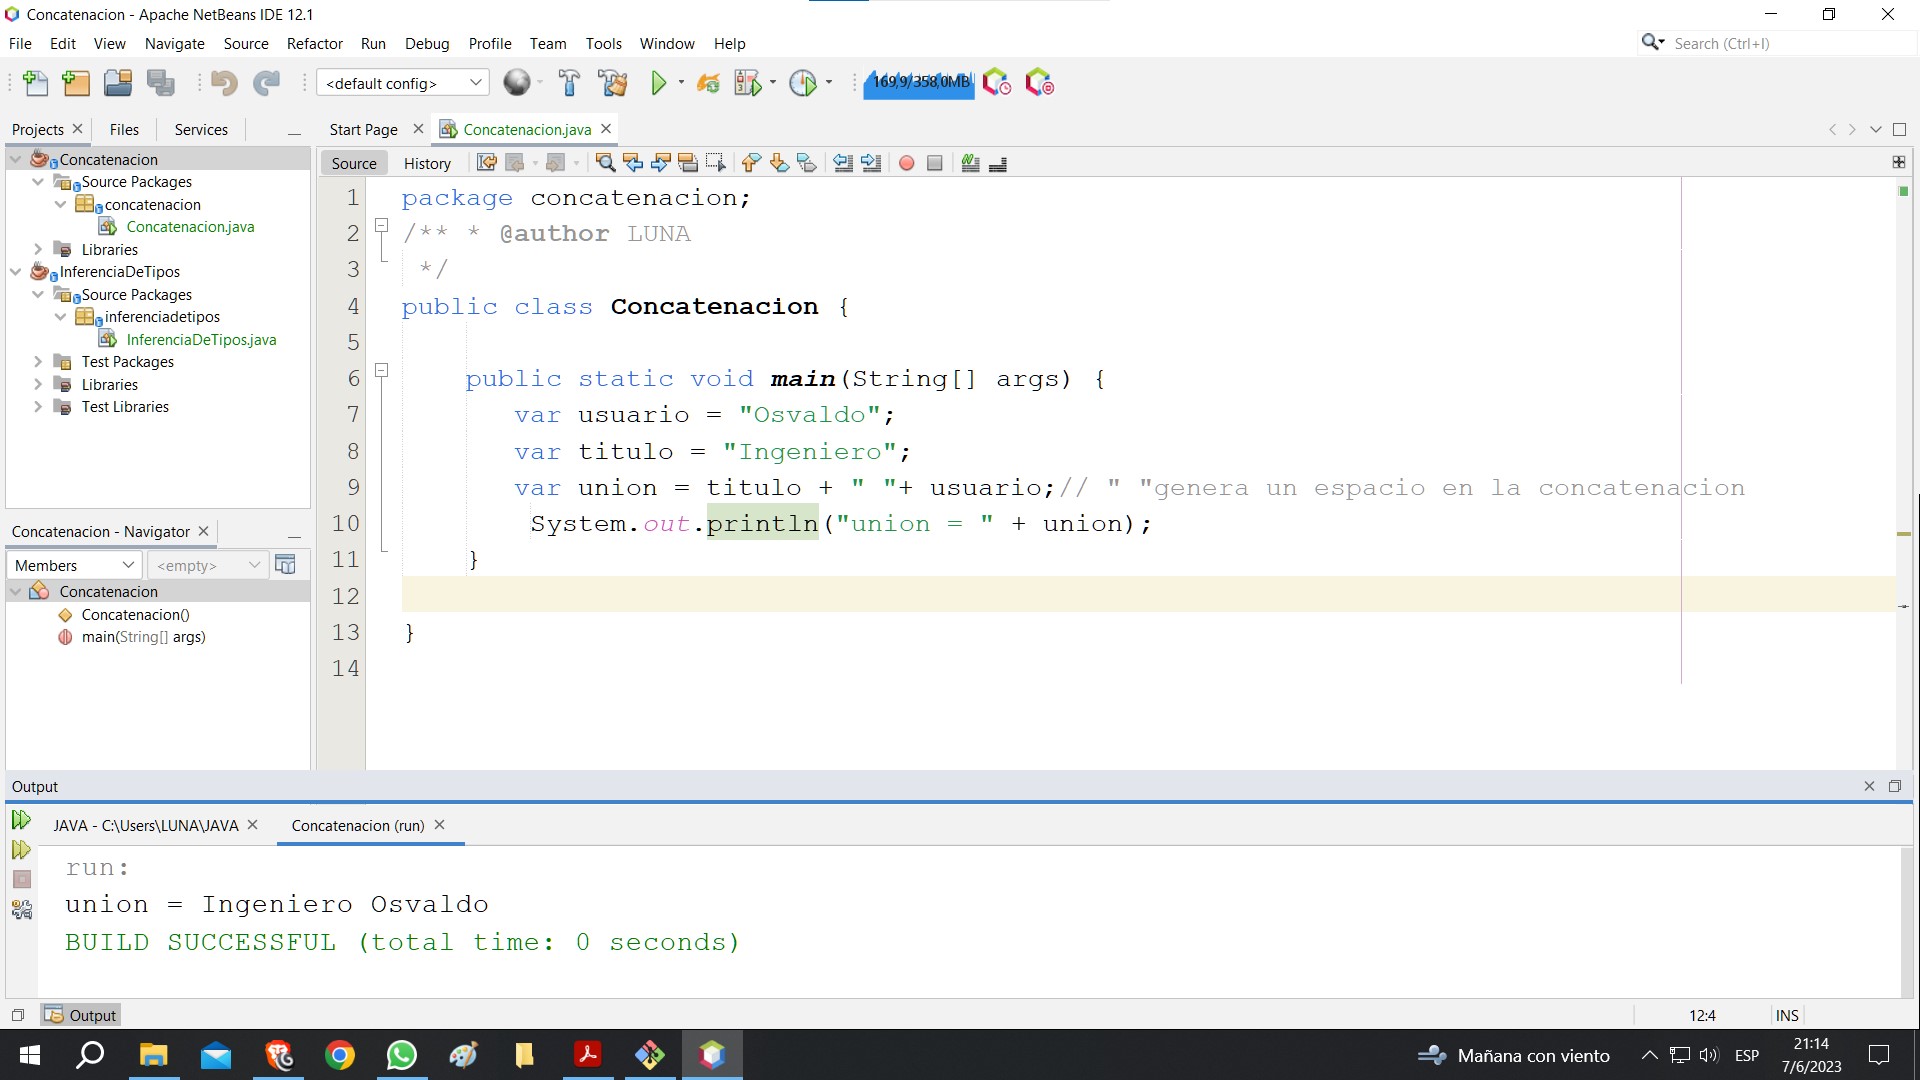 Concatenacion - Apache NetBeans IDE 12.1
File Edit View Navigate Source Refactor Run Debug Profile Team Tools Window Help
Search (Ctrl+I)
<default config>
169,9/358,0MB
Projects Files Services
Start Page Concatenacion.java
Concatenacion
Source Packages
concatenacion
Concatenacion.java
Libraries
InferenciaDeTipos
Source Packages
inferenciadetipos
InferenciaDeTipos.java
Test Packages
Libraries
Test Libraries
Concatenacion - Navigator
Members <empty>
Concatenacion
Concatenacion()
main(String[] args)
Source History
1 package concatenacion;
2 /** * @author LUNA
3 */
4 public class Concatenacion {
5
6 public static void main(String[] args) {
7 var usuario = "Osvaldo";
8 var titulo = "Ingeniero";
9 var union = titulo + " "+ usuario;// " "genera un espacio en la concatenacion
10 System.out.println("union = " + union);
11 }
12
13 }
14
Output
JAVA - C:\Users\LUNA\JAVA Concatenacion (run)
run:
union = Ingeniero Osvaldo
BUILD SUCCESSFUL (total time: 0 seconds)
Output
12:4 INS
Mañana con viento
ESP
21:14
7/6/2023